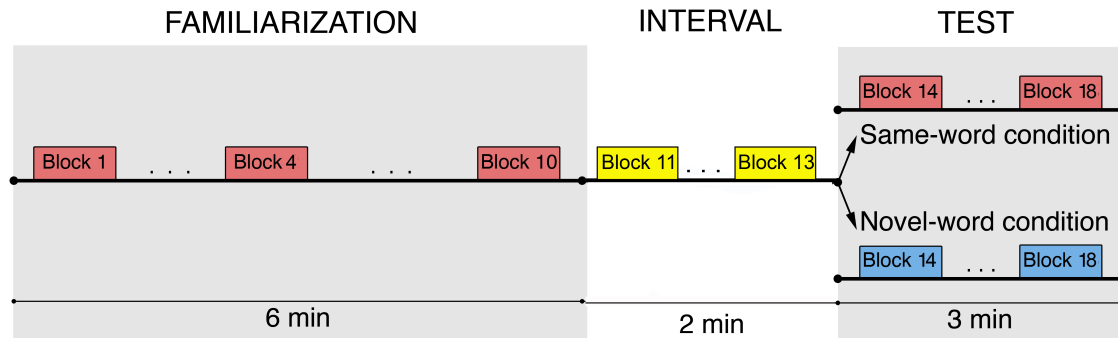 FAMILIARIZATION
INTERVAL
TEST
Block 14
. . .
Block 18
Same-word condition
Block 1
. . .
Block 4
. . .
Block 10
Block 11
. . .
Block 13
Novel-word condition
Block 14
. . .
Block 18
6 min
2 min
3 min